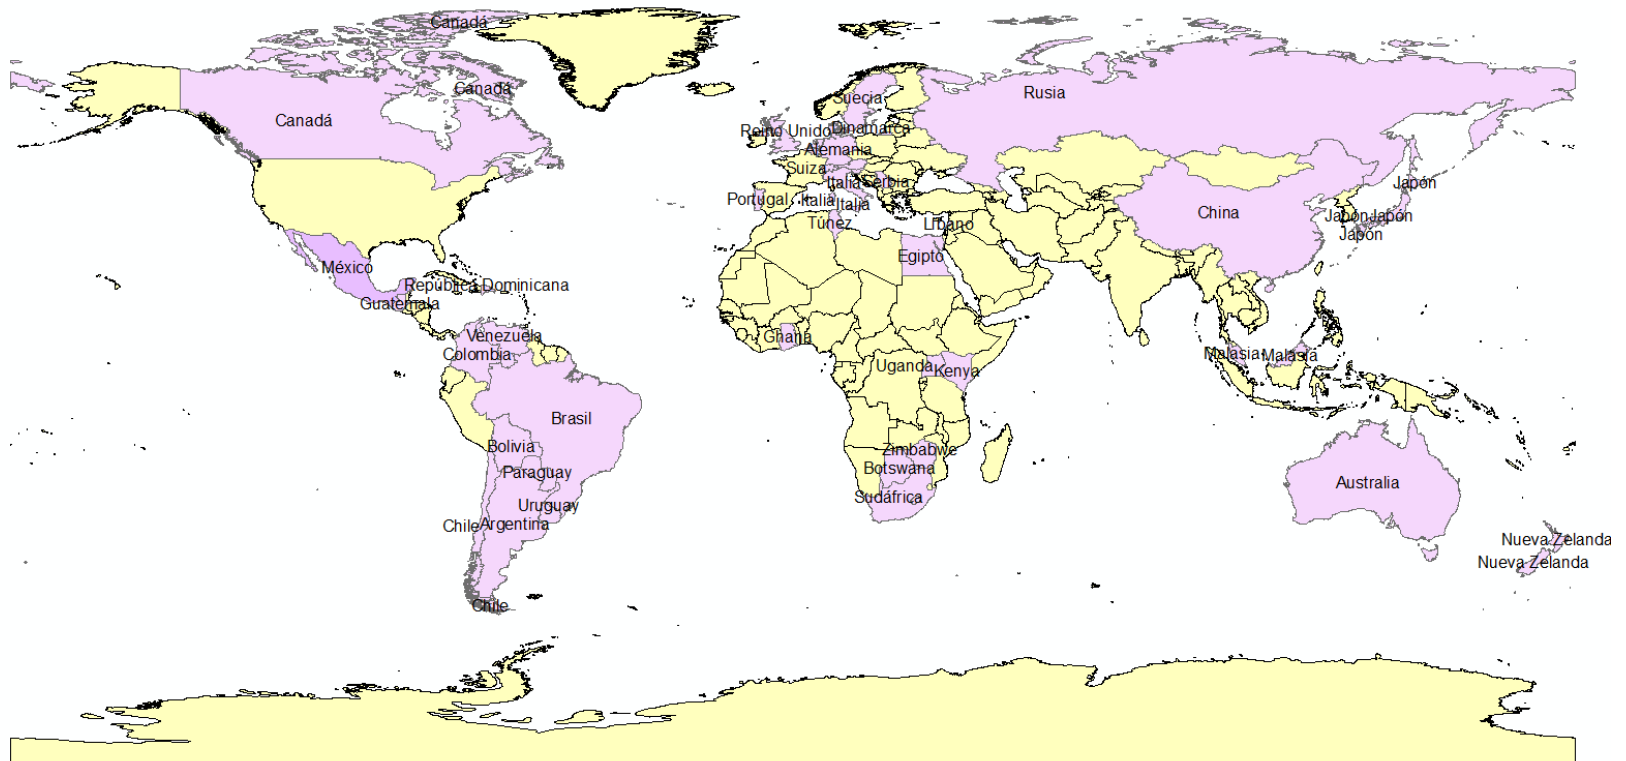 Canadá
Canadá
Canadá
Rusia
Suecia
Reino Unido
Dinamarca
Alemania
Suiza
Italia
Serbia
Portugal
Italia
Italia
Túnez
Líbano
Egipto
China
Japón
Japón
Japón
Japón
México
República Dominicana
Guatemala
Venezuela
Colombia
Ghana
Uganda
Kenya
Malasia
Malasia
Brasil
Bolivia
Paraguay
Uruguay
Chile
Argentina
Chile
Zimbabwe
Botswana
Sudáfrica
Australia
Nueva Zelanda
Nueva Zelanda